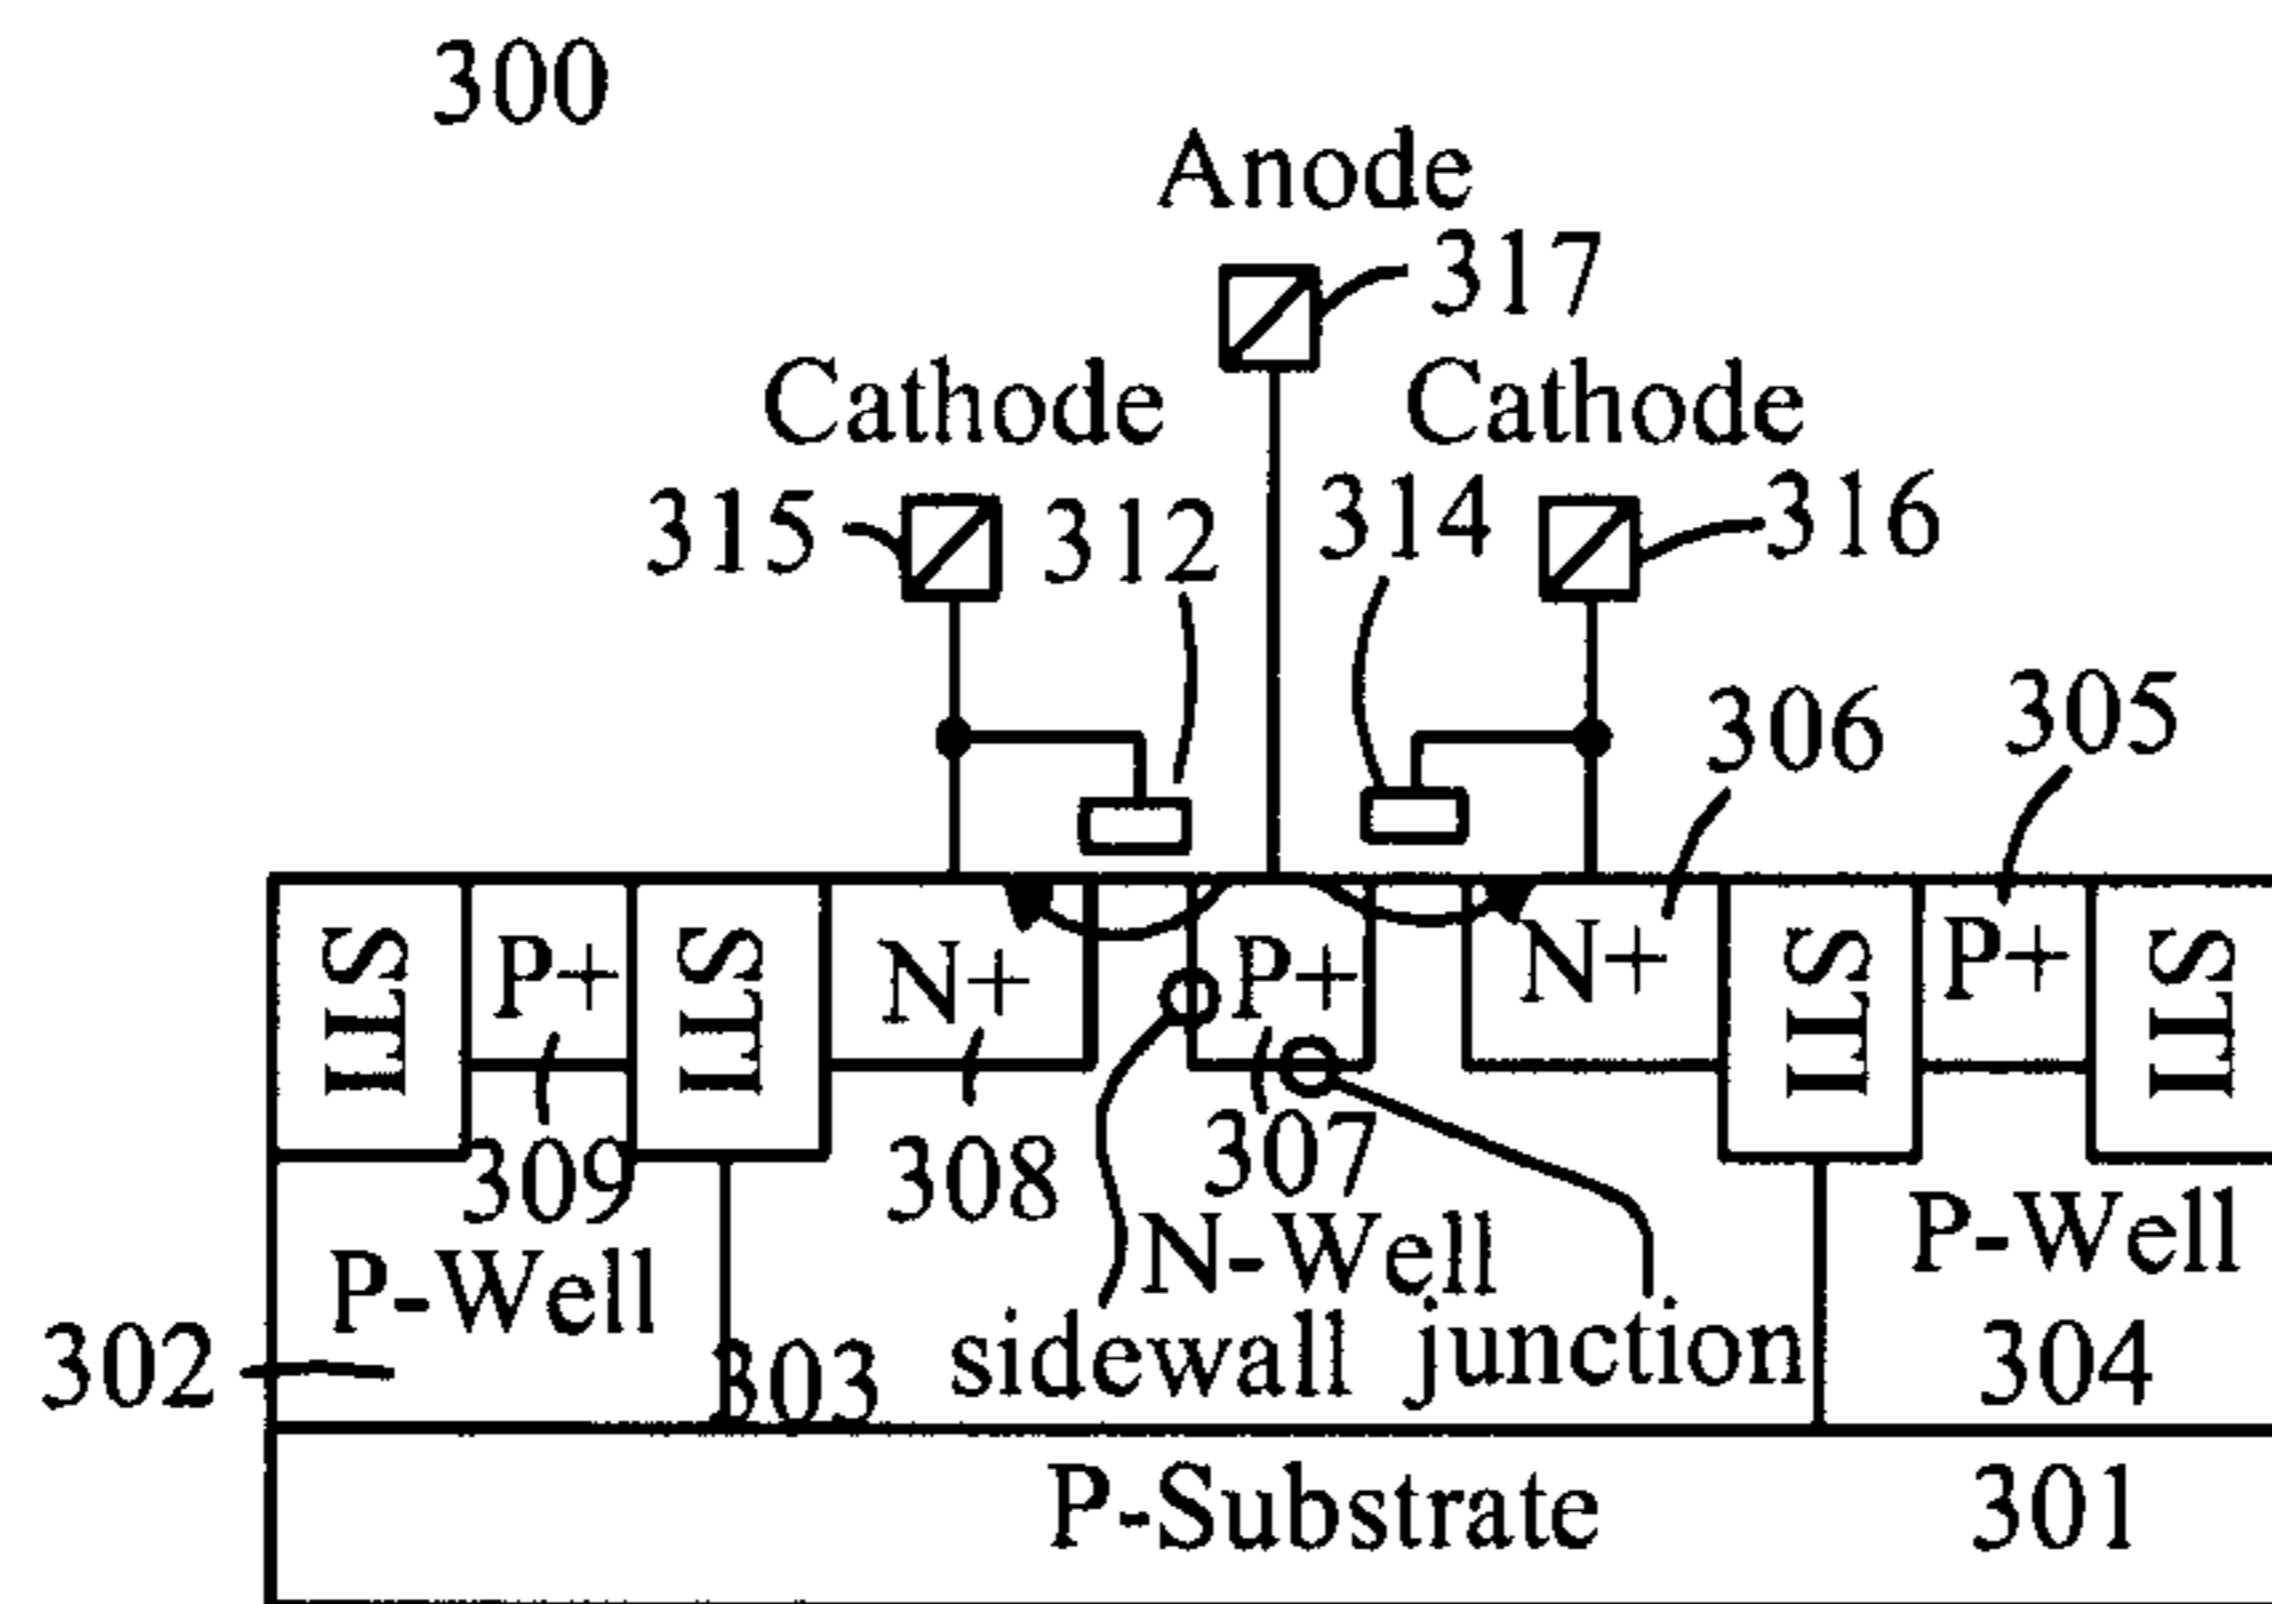 300
Anode
317
Cathode
Cathode
315
312
314
316
306
305
STI
P+
STI
N+
P+
N+
STI
P+
STI
309
308
307
P-Well
N-Well
P-Well
302
303
sidewall junction
304
P-Substrate
301